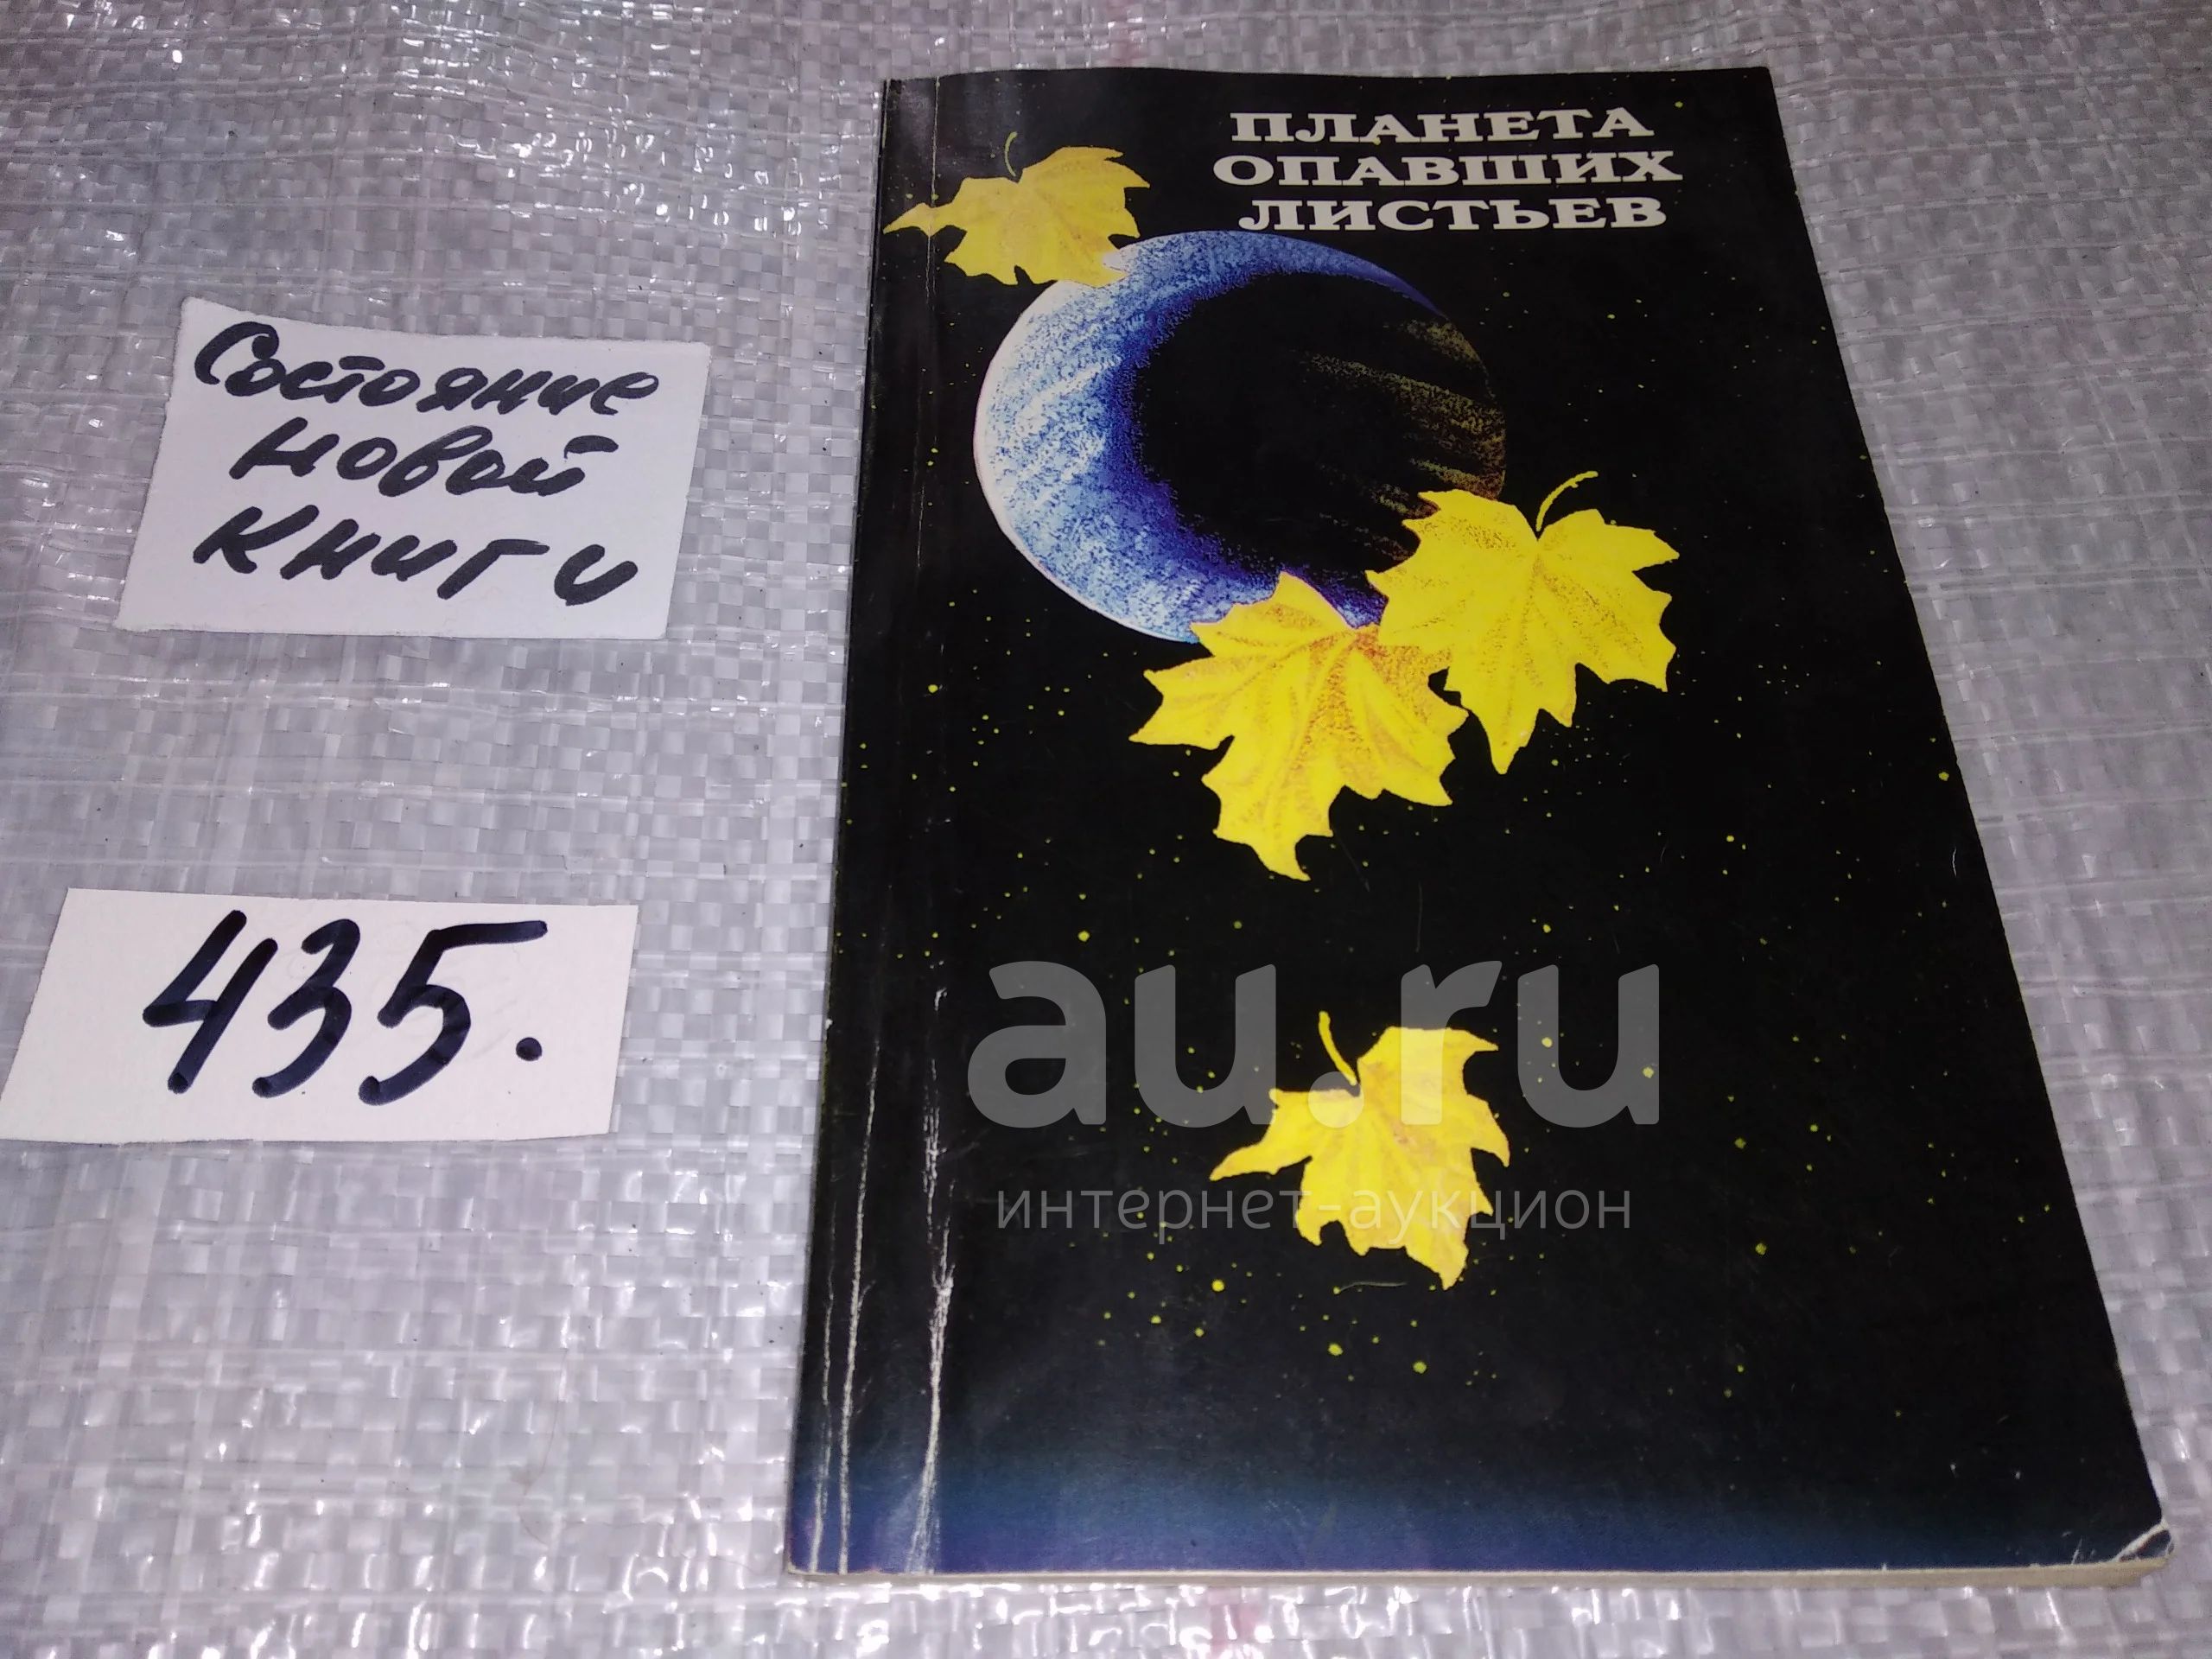 ПЛАНЕТА
ОПАВШИХ
ЛИСТЬЕВ
Состояние
новой
книги
435.
au.ru
интернет-аукцион